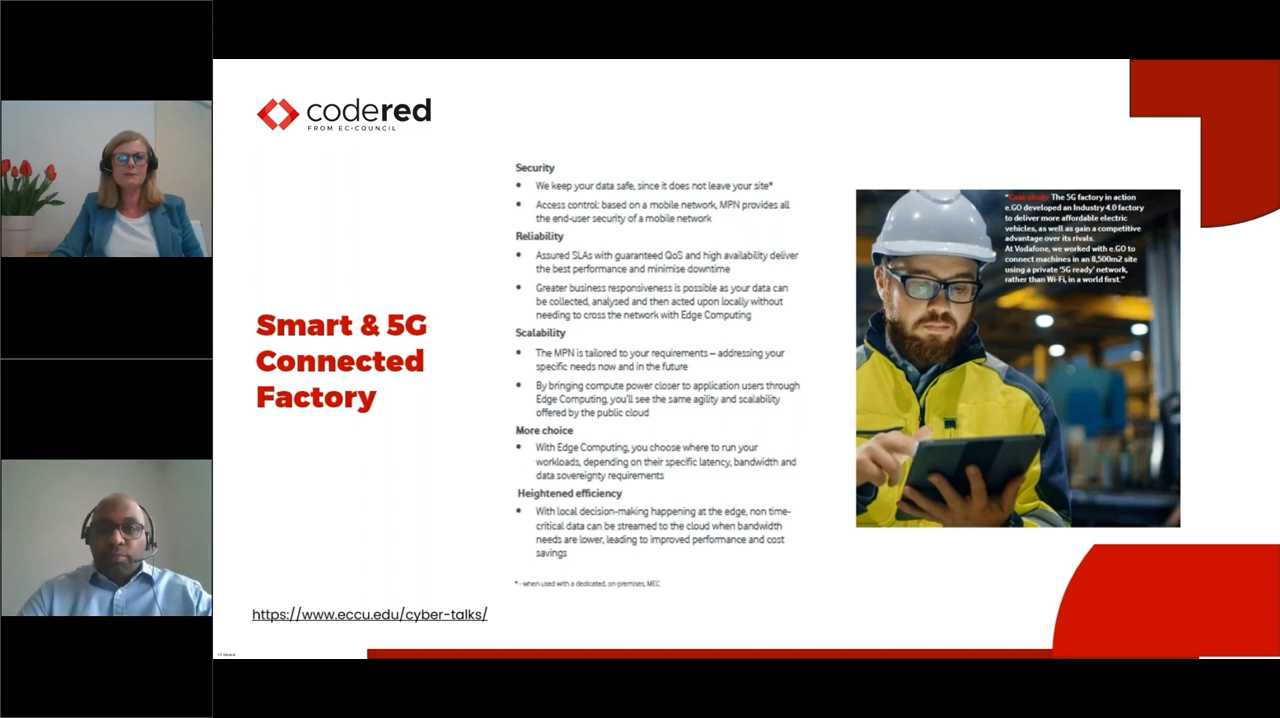 codered
FROM EC-COUNCIL
Smart & 5G
Connected
Factory
Security
• We keep your data safe, since it does not leave your site*
• Access control: based on a mobile network, MPN provides all
the end-user security of a mobile network
Reliability
• Assured SLAs with guaranteed QoS and high availability deliver
the best performance and minimise downtime
• Greater business responsiveness is possible as your data can
be collected, analysed and then acted upon locally without
needing to cross the network with Edge Computing
Scalability
• The MPN is tailored to your requirements – addressing your
specific needs now and in the future
• By bringing compute power closer to application users through
Edge Computing, you'll see the same agility and scalability
offered by the public cloud
More choice
• With Edge Computing, you choose where to run your
workloads, depending on their specific latency, bandwidth and
data sovereignty requirements
Heightened efficiency
• With local decision-making happening at the edge, non time-
critical data can be streamed to the cloud when bandwidth
needs are lower, leading to improved performance and cost
savings
* - when used with a dedicated, on-premises, MEC
"Case study: The 5G factory in action
e.GO developed an Industry 4.0 factory
to deliver more affordable electric
vehicles, as well as gain a competitive
advantage over its rivals.
At Vodafone, we worked with e.GO to
connect machines in an 8,500m2 site
using a private '5G ready' network,
rather than Wi-Fi, in a world first."
https://www.eccu.edu/cyber-talks/